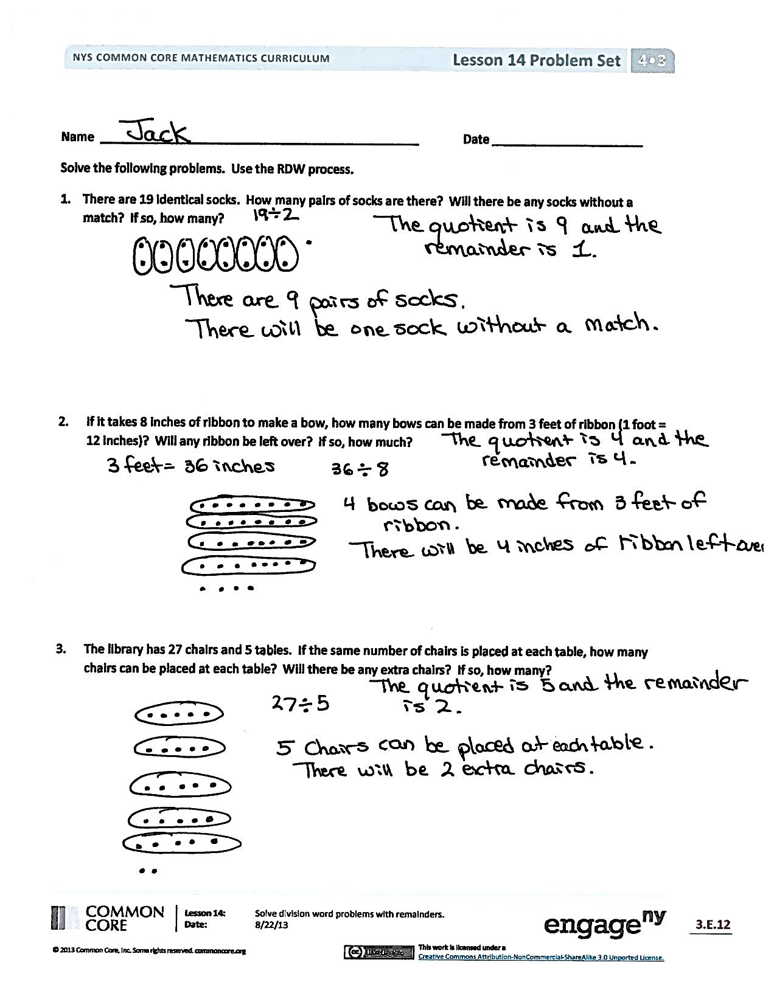 NYS COMMON CORE MATHEMATICS CURRICULUM
Lesson 14 Problem Set 4•3
Name Jack Date
Solve the following problems. Use the RDW process.
1. There are 19 identical socks. How many pairs of socks are there? Will there be any socks without a
match? If so, how many?
19÷2
The quotient is 9 and the
remainder is 1.
There are 9 pairs of socks.
There will be one sock without a match.
2. If it takes 8 inches of ribbon to make a bow, how many bows can be made from 3 feet of ribbon (1 foot =
12 inches)? Will any ribbon be left over? If so, how much?
The quotient is 4 and the
remainder is 4.
3 feet = 36 inches
36÷8
4 bows can be made from 3 feet of
ribbon.
There will be 4 inches of ribbon left over
3. The library has 27 chairs and 5 tables. If the same number of chairs is placed at each table, how many
chairs can be placed at each table? Will there be any extra chairs? If so, how many?
The quotient is 5 and the remainder
is 2.
27÷5
5 Chairs can be placed at each table.
There will be 2 extra chairs.
COMMON
CORE
Lesson 14: Solve division word problems with remainders.
Date: 8/22/13
engage ny
3.E.12
© 2013 Common Core, Inc. Some rights reserved. commoncore.org
(cc)
This work is licensed under a
Creative Commons Attribution-NonCommercial-ShareAlike 3.0 Unported License.